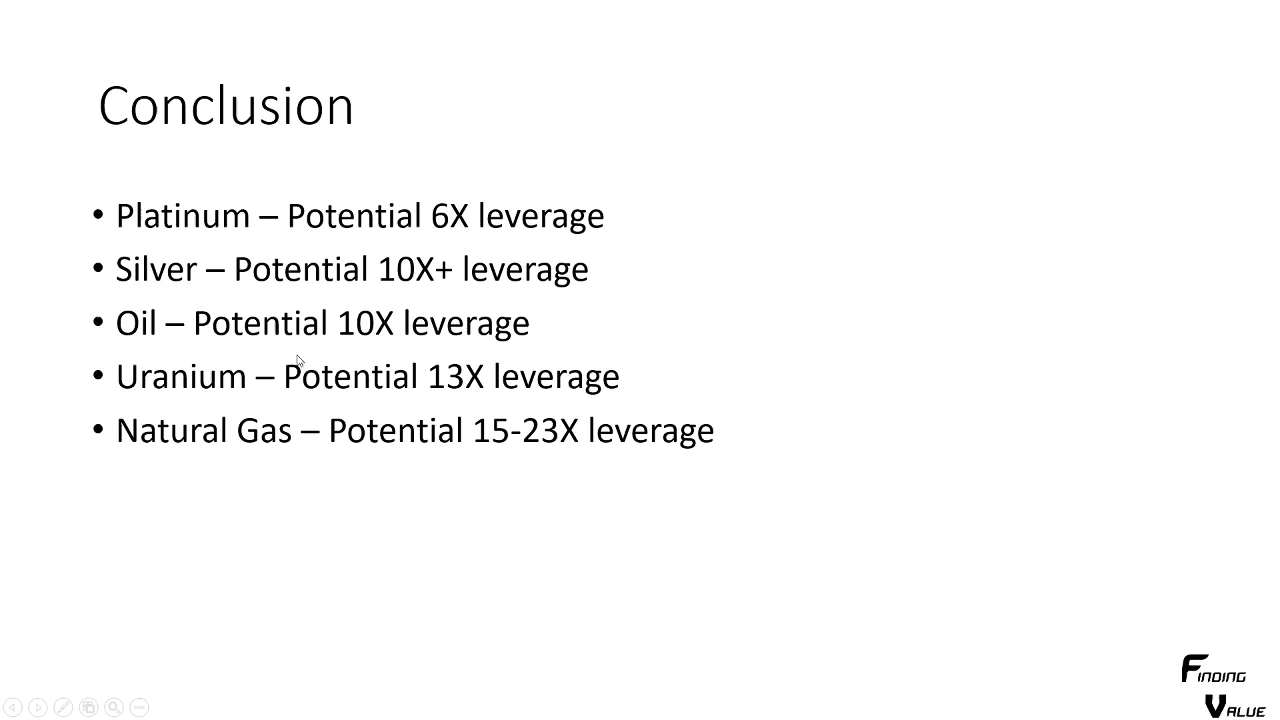 Conclusion
• Platinum – Potential 6X leverage
• Silver – Potential 10X+ leverage
• Oil – Potential 10X leverage
• Uranium – Potential 13X leverage
• Natural Gas – Potential 15-23X leverage
Finding
Value